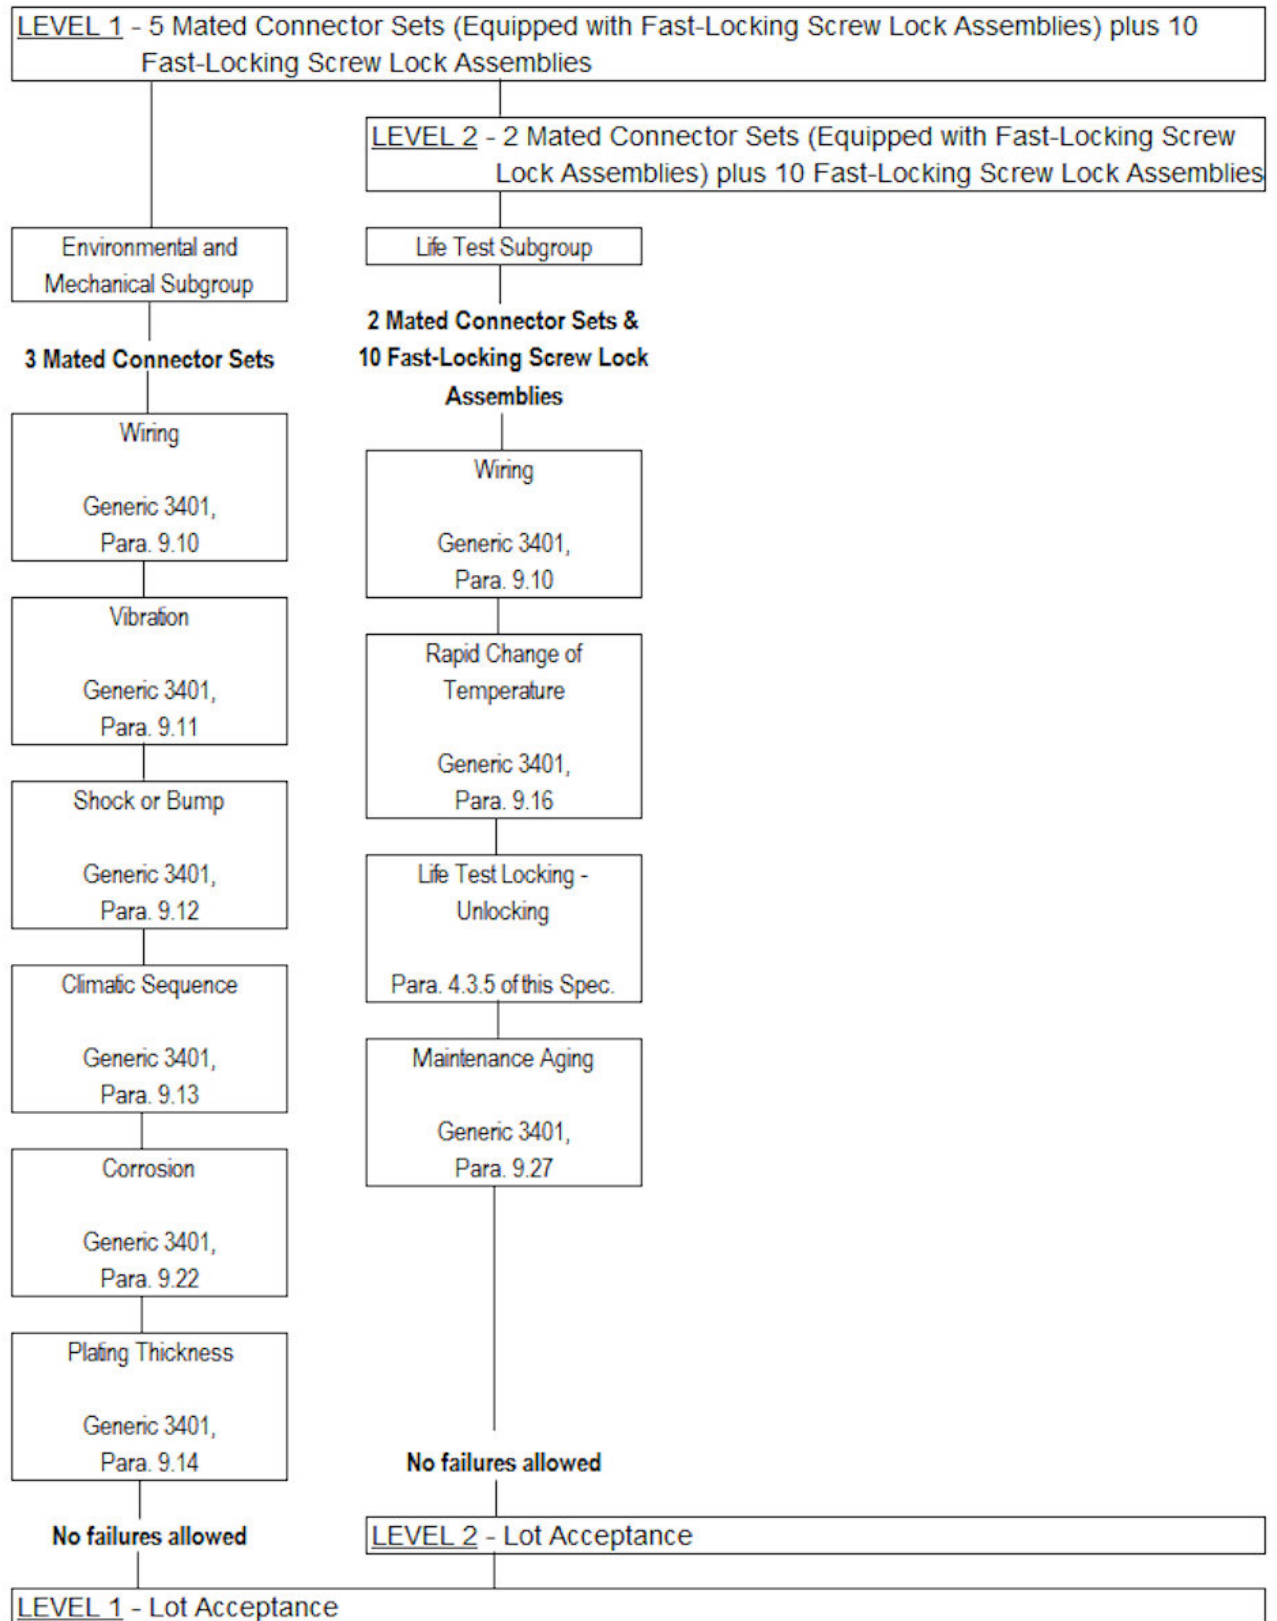 LEVEL 1 - 5 Mated Connector Sets (Equipped with Fast-Locking Screw Lock Assemblies) plus 10
Fast-Locking Screw Lock Assemblies
LEVEL 2 - 2 Mated Connector Sets (Equipped with Fast-Locking Screw
Lock Assemblies) plus 10 Fast-Locking Screw Lock Assemblies
Environmental and
Mechanical Subgroup
3 Mated Connector Sets
Wiring
Generic 3401,
Para. 9.10
Vibration
Generic 3401,
Para. 9.11
Shock or Bump
Generic 3401,
Para. 9.12
Climatic Sequence
Generic 3401,
Para. 9.13
Corrosion
Generic 3401,
Para. 9.22
Plating Thickness
Generic 3401,
Para. 9.14
No failures allowed
Life Test Subgroup
2 Mated Connector Sets &
10 Fast-Locking Screw Lock
Assemblies
Wiring
Generic 3401,
Para. 9.10
Rapid Change of
Temperature
Generic 3401,
Para. 9.16
Life Test Locking -
Unlocking
Para. 4.3.5 of this Spec.
Maintenance Aging
Generic 3401,
Para. 9.27
No failures allowed
LEVEL 2 - Lot Acceptance
LEVEL 1 - Lot Acceptance